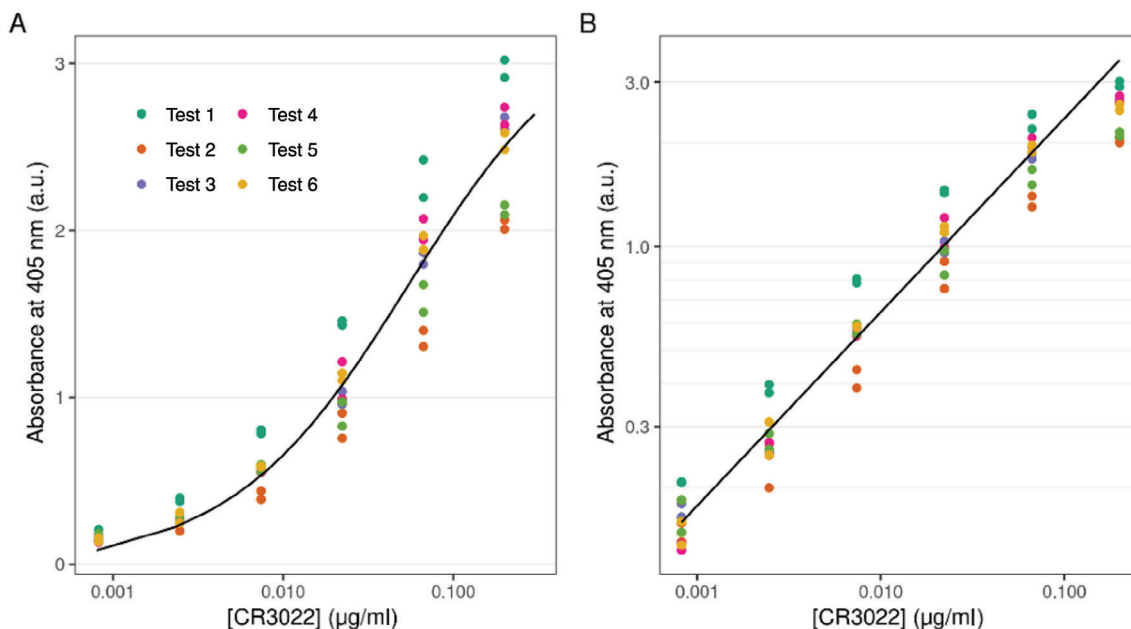 A
Absorbance at 405 nm (a.u.)
3
2
1
0
Test 1
Test 4
Test 2
Test 5
Test 3
Test 6
0.001
0.010
0.100
[CR3022] (µg/ml)
B
Absorbance at 405 nm (a.u.)
3.0
1.0
0.3
0.001
0.010
0.100
[CR3022] (µg/ml)